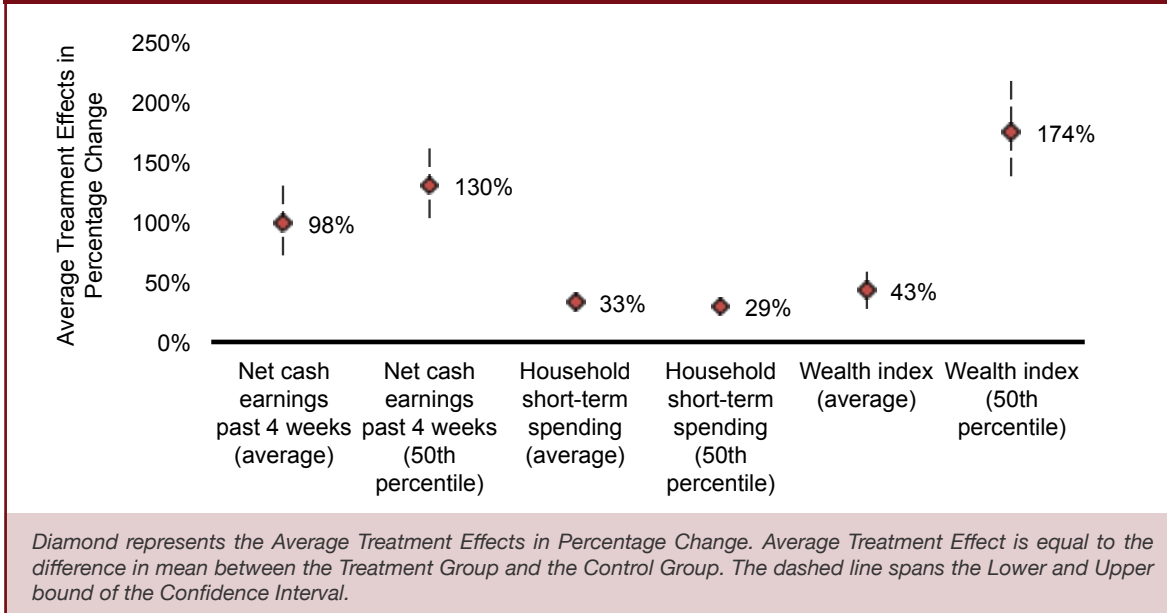 Average Trearment Effects in
Percentage Change
250%
200%
150%
100%
50%
0%
98%
130%
33%
29%
43%
174%
Net cash
earnings
past 4 weeks
(average)
Net cash
earnings
past 4 weeks
(50th
percentile)
Household
short-term
spending
(average)
Household
short-term
spending
(50th
percentile)
Wealth index
(average)
Wealth index
(50th
percentile)
Diamond represents the Average Treatment Effects in Percentage Change. Average Treatment Effect is equal to the
difference in mean between the Treatment Group and the Control Group. The dashed line spans the Lower and Upper
bound of the Confidence Interval.